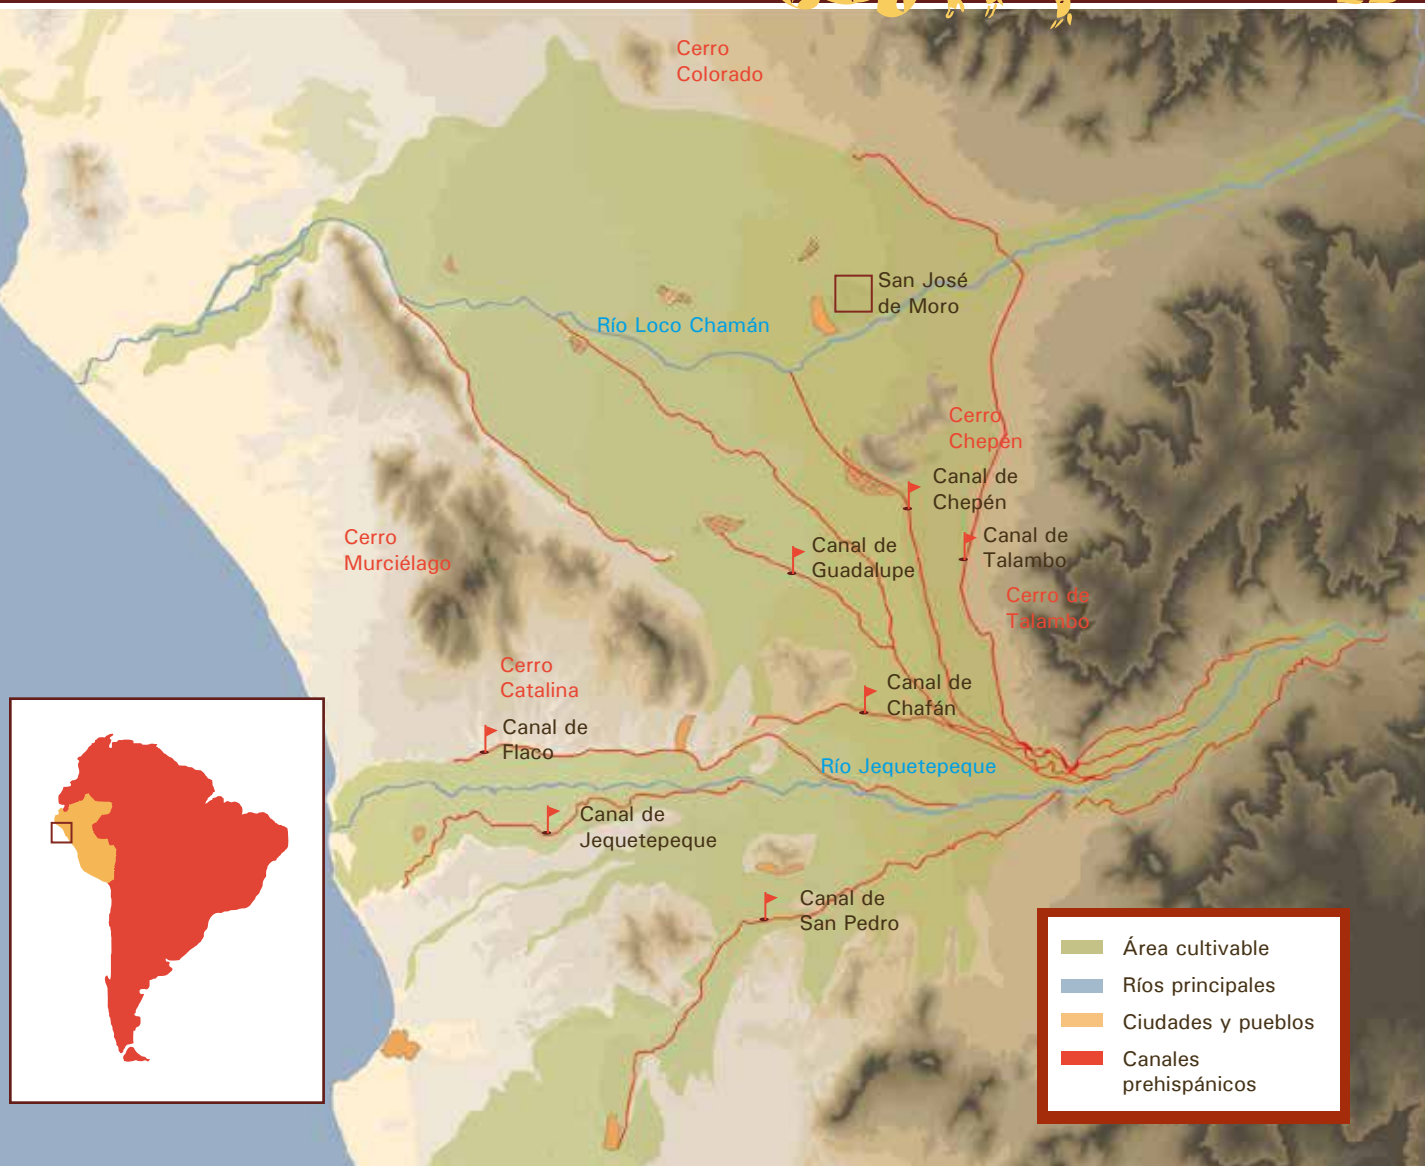 Cerro
Colorado
San José
de Moro
Río Loco Chamán
Cerro
Chepén
Canal de
Chepén
Cerro
Murciélago
Canal de
Guadalupe
Canal de
Talambo
Cerro de
Talambo
Cerro
Catalina
Canal de
Chafán
Canal de
Flaco
Río Jequetepeque
Canal de
Jequetepeque
Canal de
San Pedro
Área cultivable
Ríos principales
Ciudades y pueblos
Canales
prehispánicos